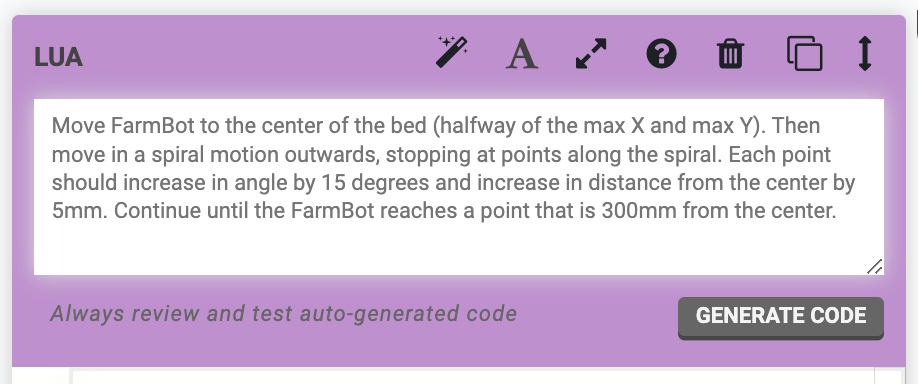 LUA
Move FarmBot to the center of the bed (halfway of the max X and max Y). Then
move in a spiral motion outwards, stopping at points along the spiral. Each point
should increase in angle by 15 degrees and increase in distance from the center by
5mm. Continue until the FarmBot reaches a point that is 300mm from the center.
Always review and test auto-generated code
GENERATE CODE